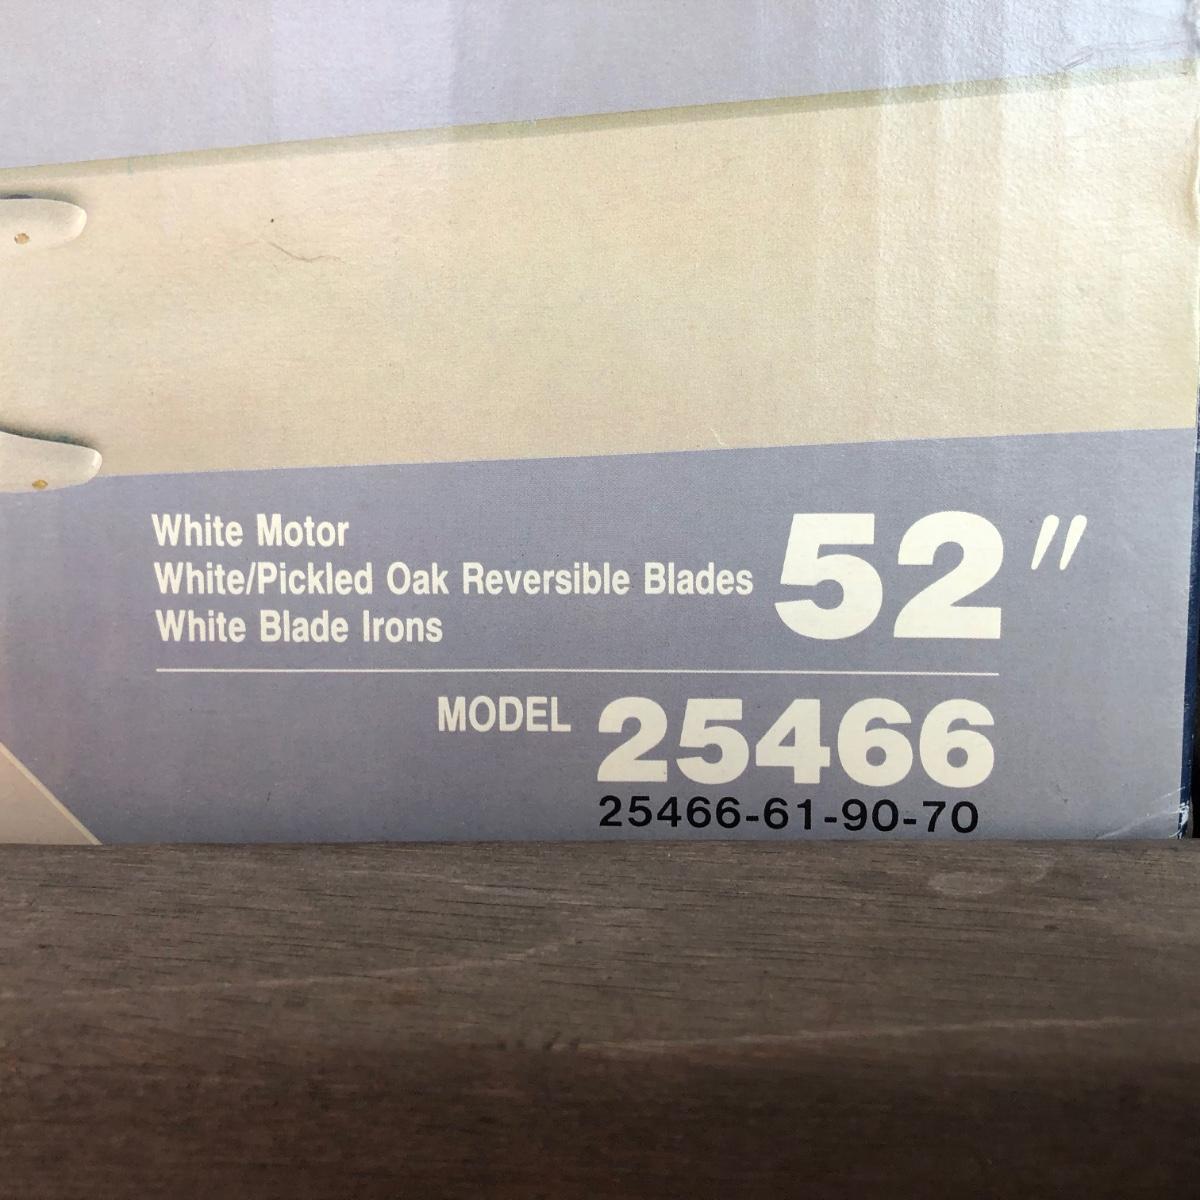 White Motor
White/Pickled Oak Reversible Blades
White Blade Irons
52"
MODEL 25466
25466-61-90-70